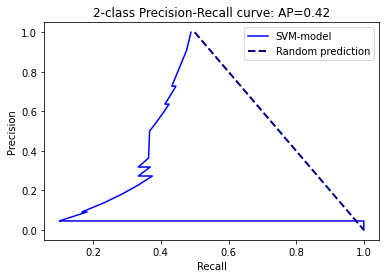 2-class Precision-Recall curve: AP=0.42
1.0
0.8
0.6
0.4
0.2
0.0
Precision
SVM-model
Random prediction
0.2
0.4
0.6
0.8
1.0
Recall